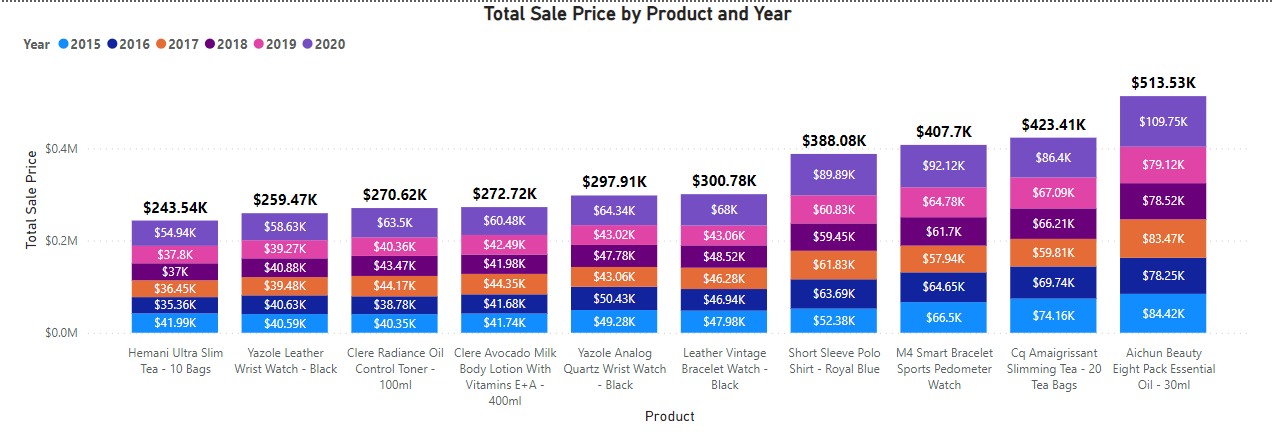 Total Sale Price by Product and Year
Year 2015 2016 2017 2018 2019 2020
Total Sale Price
$0.4M
$0.2M
$0.0M
$243.54K
$54.94K
$37.8K
$37K
$36.45K
$35.36K
$41.99K
Hemani Ultra Slim
Tea - 10 Bags
$259.47K
$58.63K
$39.27K
$40.88K
$39.48K
$40.63K
$40.59K
Yazole Leather
Wrist Watch - Black
$270.62K
$63.5K
$40.36K
$43.47K
$44.17K
$38.78K
$40.35K
Clere Radiance Oil
Control Toner -
100ml
$272.72K
$60.48K
$42.49K
$41.98K
$44.35K
$41.68K
$41.74K
Clere Avocado Milk
Body Lotion With
Vitamins E+A -
400ml
$297.91K
$64.34K
$43.02K
$47.78K
$43.06K
$50.43K
$49.28K
Yazole Analog
Quartz Wrist Watch
- Black
$300.78K
$68K
$43.06K
$48.52K
$46.28K
$46.94K
$47.98K
Leather Vintage
Bracelet Watch -
Black
$388.08K
$89.89K
$60.83K
$59.45K
$61.83K
$63.69K
$52.38K
Short Sleeve Polo
Shirt - Royal Blue
$407.7K
$92.12K
$64.78K
$61.7K
$57.94K
$64.65K
$66.5K
M4 Smart Bracelet
Sports Pedometer
Watch
$423.41K
$86.4K
$67.09K
$66.21K
$59.81K
$69.74K
$74.16K
Cq Amaigrissant
Slimming Tea - 20
Tea Bags
$513.53K
$109.75K
$79.12K
$78.52K
$83.47K
$78.25K
$84.42K
Aichun Beauty
Eight Pack Essential
Oil - 30ml
Product